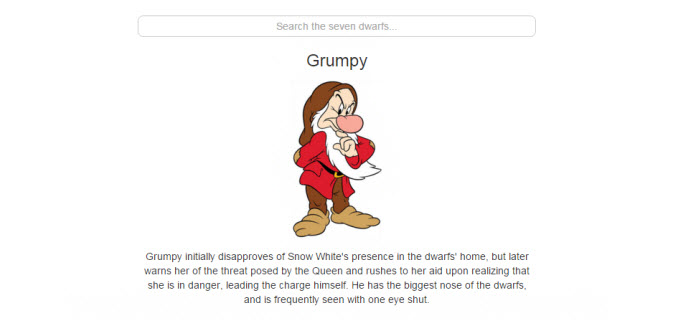 Search the seven dwarfs...
Grumpy
Grumpy initially disapproves of Snow White's presence in the dwarfs' home, but later
warns her of the threat posed by the Queen and rushes to her aid upon realizing that
she is in danger, leading the charge himself. He has the biggest nose of the dwarfs,
and is frequently seen with one eye shut.